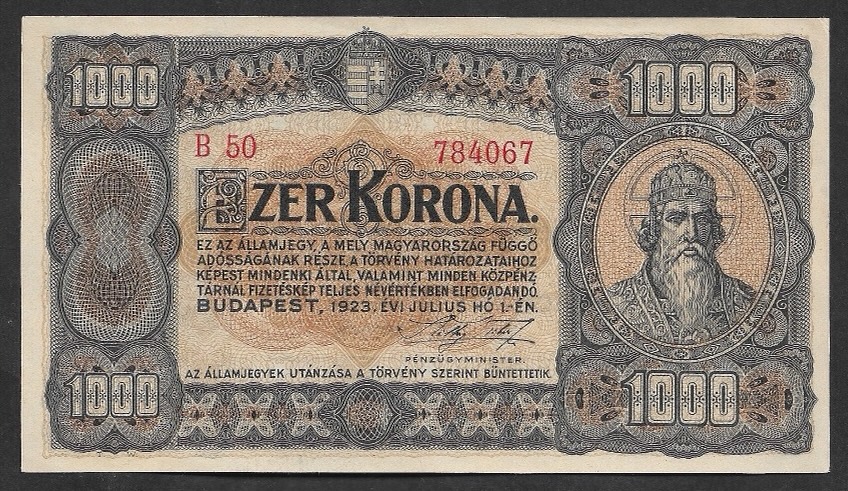 1000
1000
B 50
784067
EZER KORONA.
EZ AZ ÁLLAMJEGY, A MELY MAGYARORSZÁG FÜGGŐ
ADÓSSÁGÁNAK RÉSZE, A TÖRVÉNY HATÁROZATAIHOZ
KÉPEST MINDENKI ÁLTAL, VALAMINT MINDEN KÖZPÉNZ-
TÁRNÁL FIZETÉSKÉP TELJES NÉVÉRTÉKBEN ELFOGADANDÓ.
BUDAPEST, 1923. ÉVI JULIUS HÓ 1.-ÉN.
PÉNZÜGYMINISTER.
AZ ÁLLAMJEGYEK UTÁNZÁSA A TÖRVÉNY SZERINT BÜNTETTETIK.
1000
1000